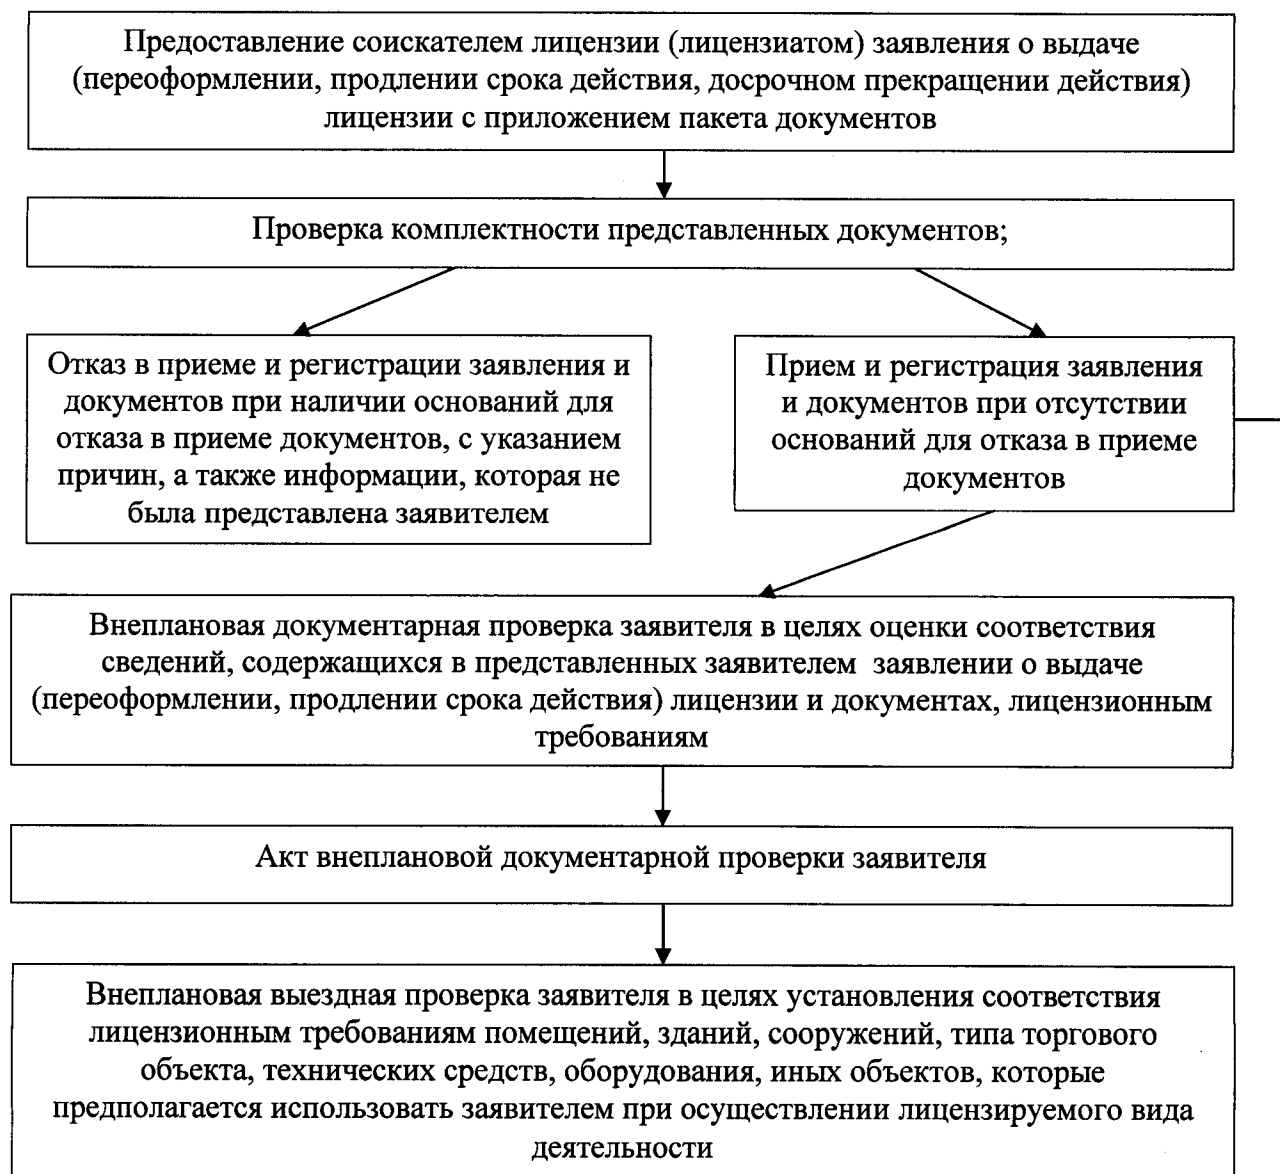 Предоставление соискателем лицензии (лицензиатом) заявления о выдаче
(переоформлении, продлении срока действия, досрочном прекращении действия)
лицензии с приложением пакета документов
Проверка комплектности представленных документов;
Отказ в приеме и регистрации заявления и
документов при наличии оснований для
отказа в приеме документов, с указанием
причин, а также информации, которая не
была представлена заявителем
Прием и регистрация заявления
и документов при отсутствии
оснований для отказа в приеме
документов
Внеплановая документарная проверка заявителя в целях оценки соответствия
сведений, содержащихся в представленных заявителем заявлении о выдаче
(переоформлении, продлении срока действия) лицензии и документах, лицензионным
требованиям
Акт внеплановой документарной проверки заявителя
Внеплановая выездная проверка заявителя в целях установления соответствия
лицензионным требованиям помещений, зданий, сооружений, типа торгового
объекта, технических средств, оборудования, иных объектов, которые
предполагается использовать заявителем при осуществлении лицензируемого вида
деятельности